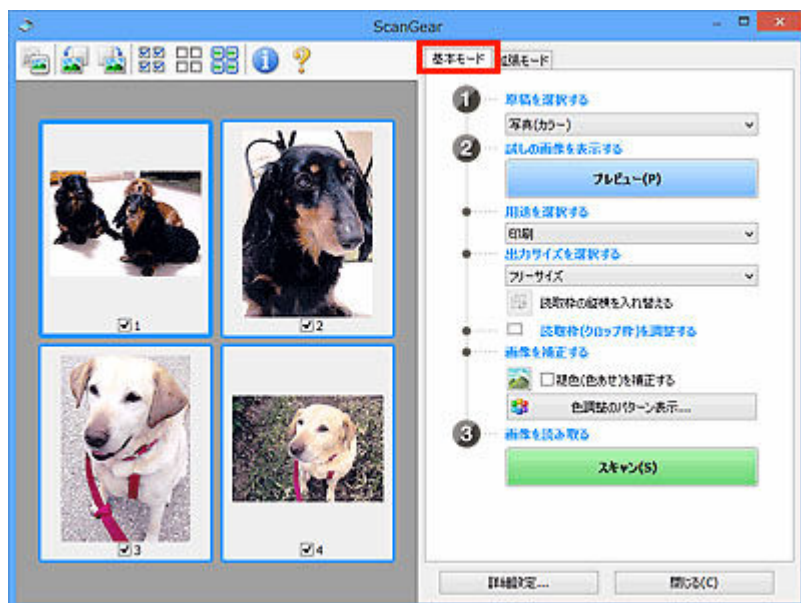 ScanGear
基本モード
拡張モード
1
原稿を選択する
写真(カラー)
2
試しの画像を表示する
プレビュー(P)
用途を選択する
印刷
出力サイズを選択する
フリーサイズ
読取枠の縦横を入れ替える
読取枠(クロップ枠)を調整する
画像を補正する
褪色(色あせ)を補正する
色調整のパターン表示...
3
画像を読み取る
スキャン(S)
1
2
3
4
詳細設定...
閉じる(C)